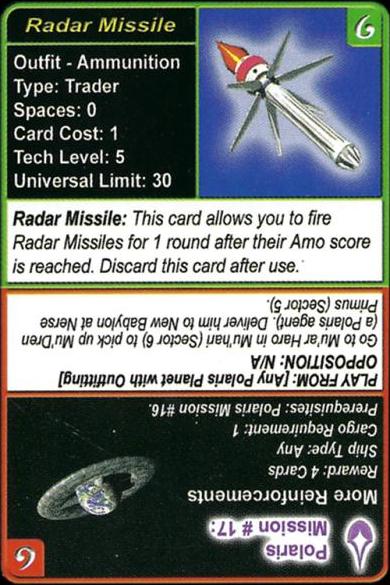 Radar Missile
6
Outfit - Ammunition
Type: Trader
Spaces: 0
Card Cost: 1
Tech Level: 5
Universal Limit: 30
Radar Missile: This card allows you to fire
Radar Missiles for 1 round after their Amo score
is reached. Discard this card after use.
6
Polaris
Mission # 17:
More Reinforcements
Reward: 4 Cards
Ship Type: Any
Cargo Requirement: 1
Prerequisites: Polaris Mission #16.
PLAY: FROM: [Any Polaris Planet with Outfitting]
OPPOSITION: N/A
Go to Mu'ar Haro in Mu'hari (Sector 6) to pick up Mu'Dren
(a Polaris agent). Deliver him to New Babylon at Nerse
Primus (Sector 5).